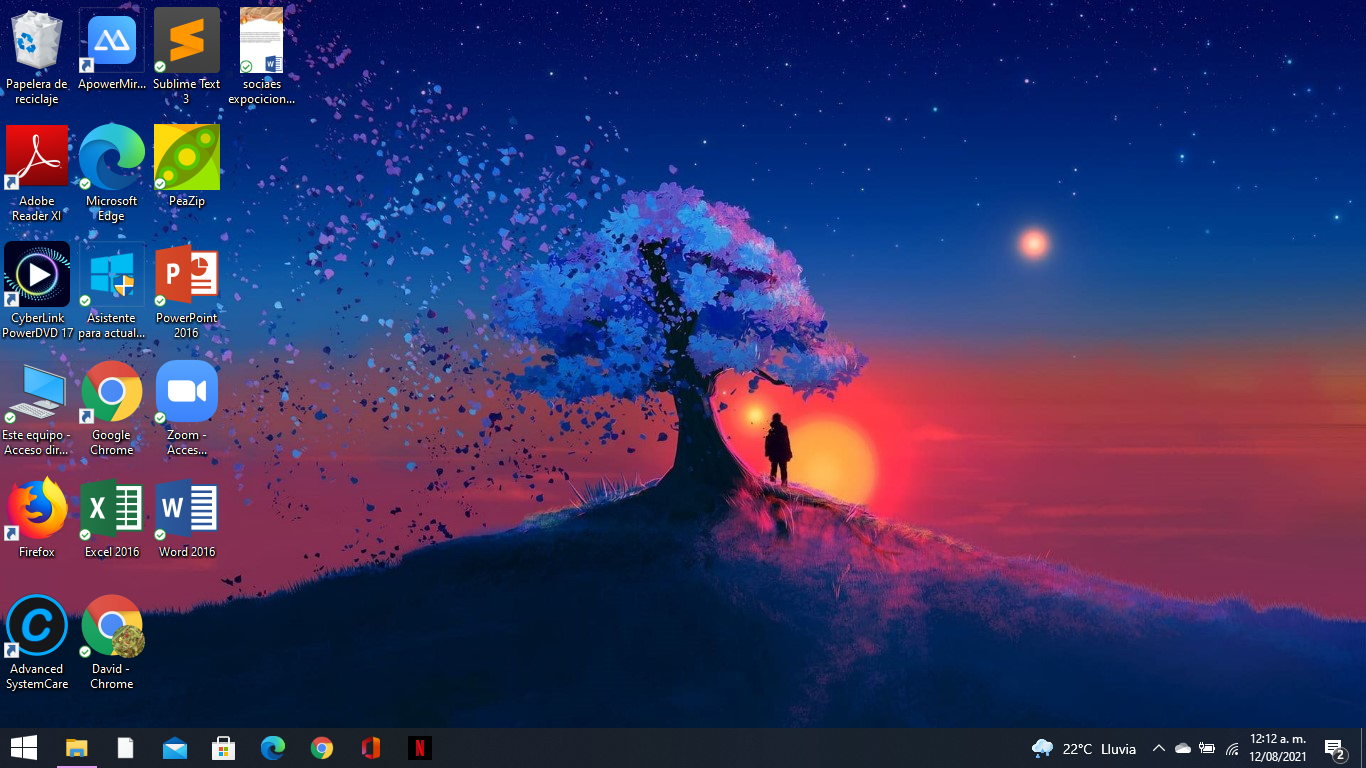 Papelera de
reciclaje
ApowerMir...
Sublime Text
3
sociaes
expocicion...
Adobe
Reader XI
Microsoft
Edge
PeaZip
CyberLink
PowerDVD 17
Asistente
para actual...
PowerPoint
2016
Este equipo -
Acceso dir...
Google
Chrome
Zoom -
Acces...
Firefox
Excel 2016
Word 2016
Advanced
SystemCare
David -
Chrome
22°C Lluvia
12:12 a. m.
12/08/2021
2